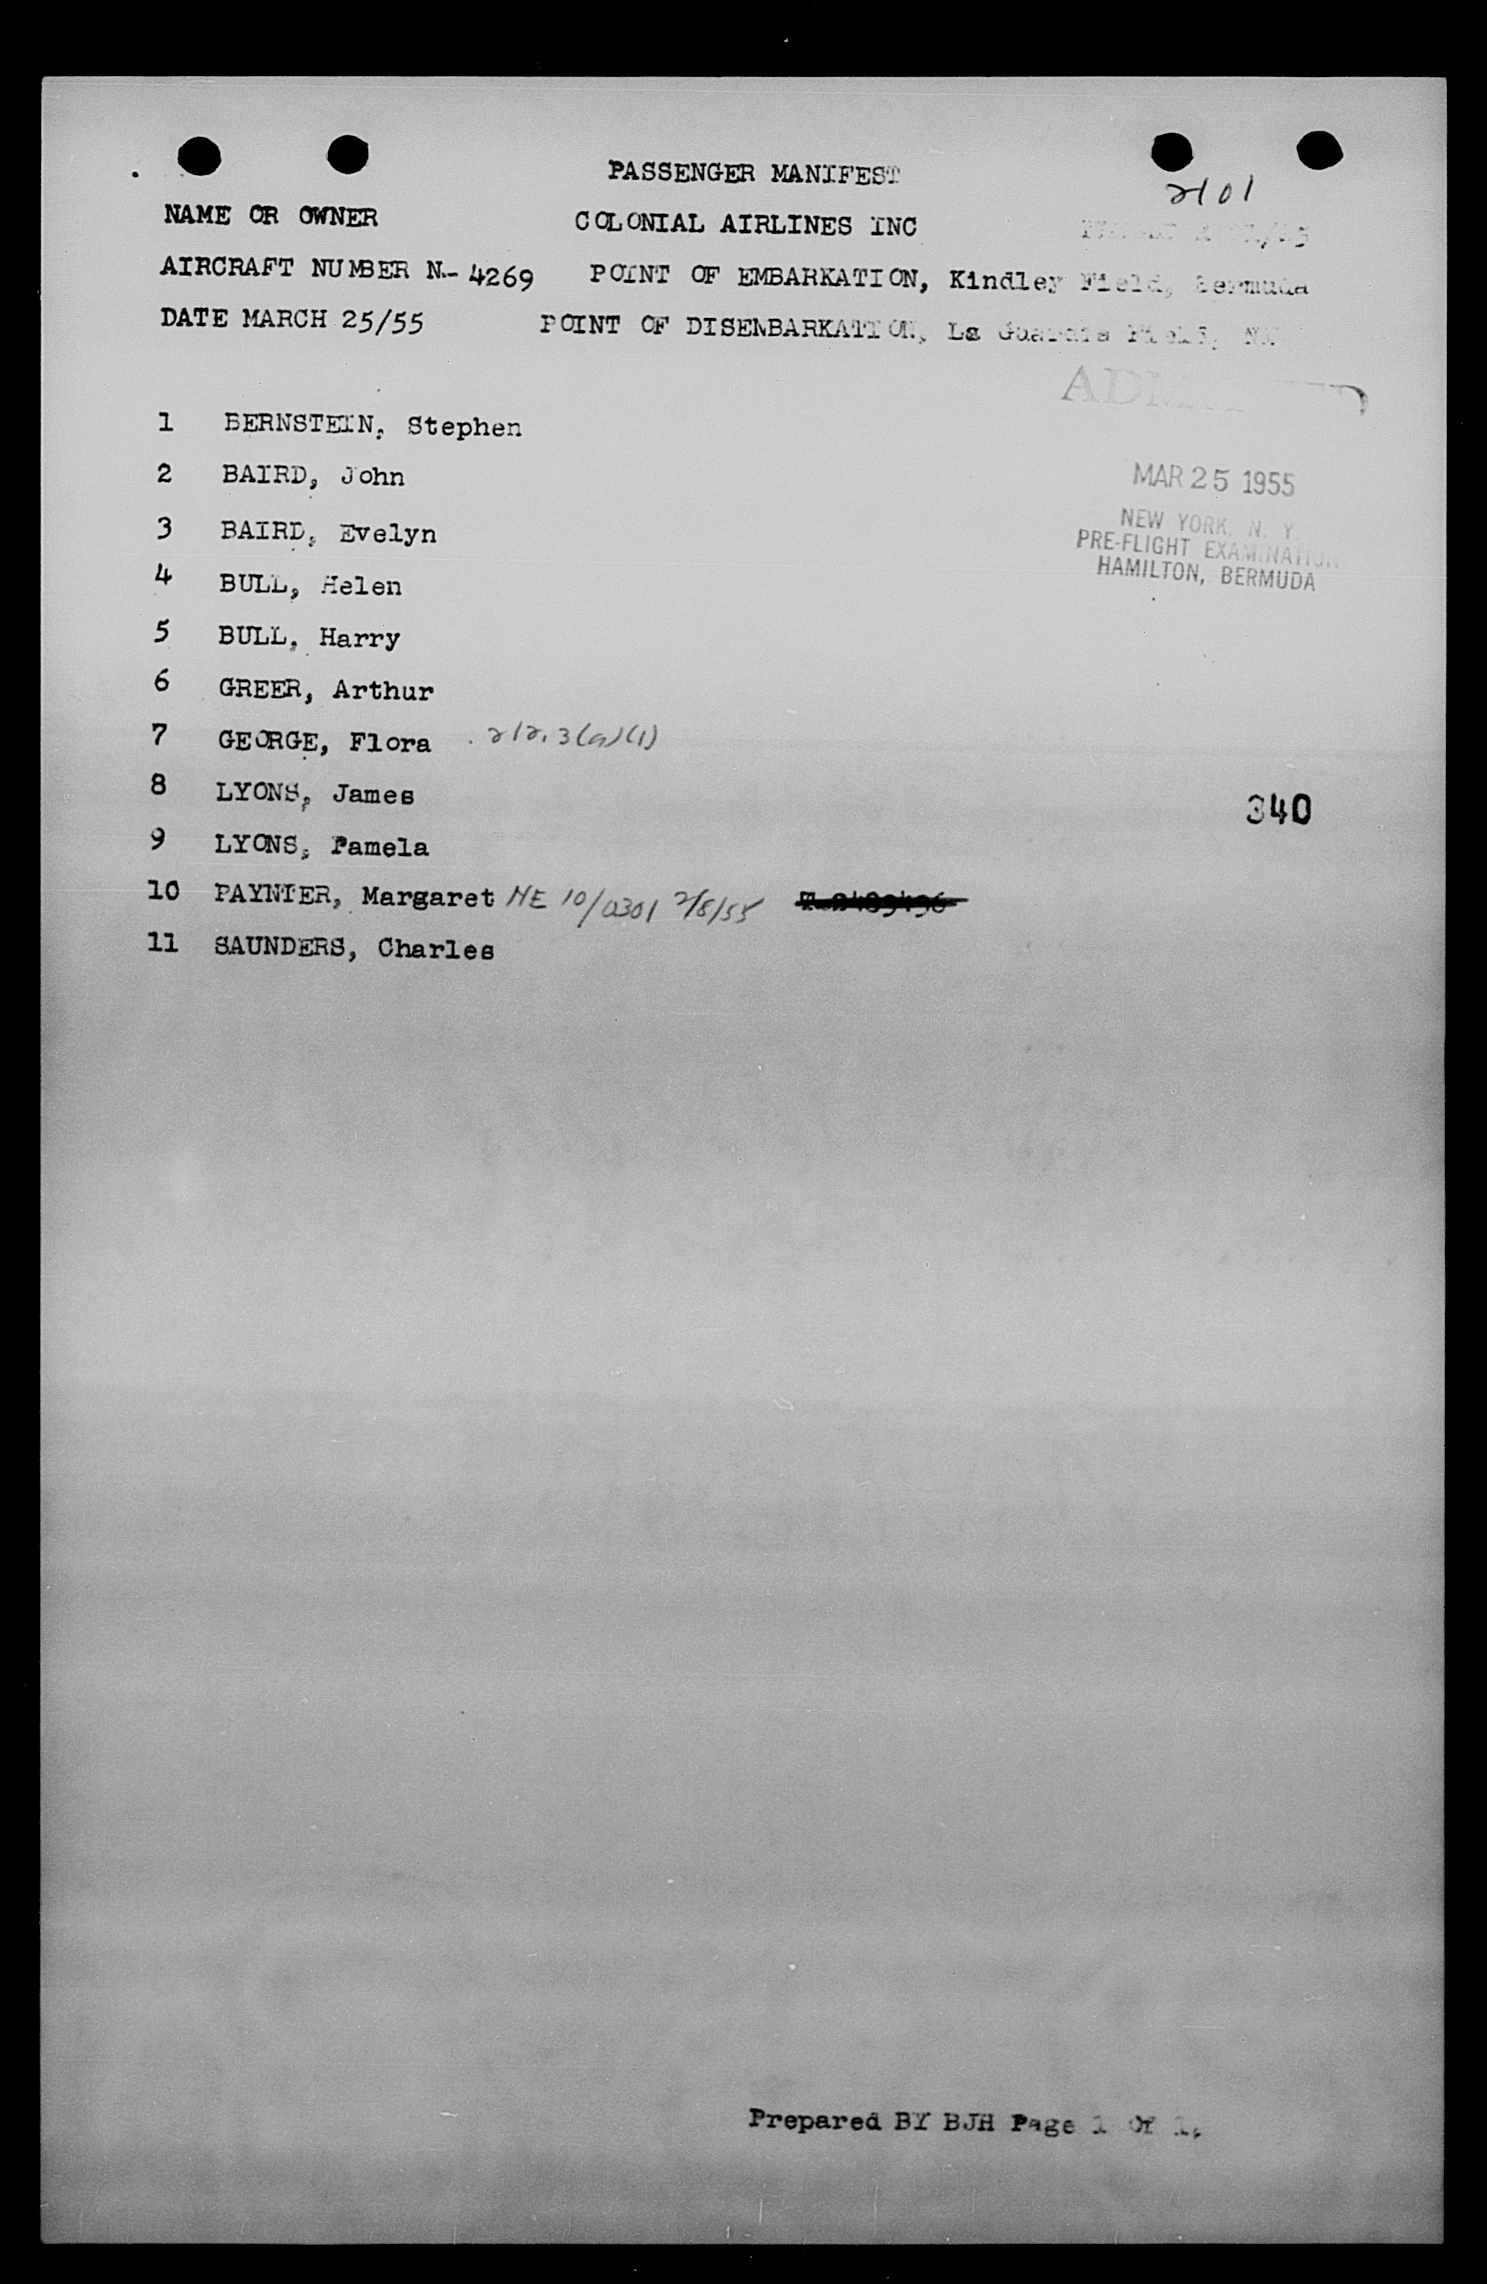 PASSENGER MANIFEST
2101
NAME OR OWNER COLONIAL AIRLINES INC
AIRCRAFT NUMBER N.- 4269 POINT OF EMBARKATION, Kindley Field, Bermuda
DATE MARCH 25/55 POINT OF DISEMBARKATION, La Guardia Field, NY
ADMITTED
1 BERNSTEIN, Stephen
2 BAIRD, John
MAR 25 1955
NEW YORK, N. Y.
3 BAIRD, Evelyn
PRE-FLIGHT EXAMINATION
HAMILTON, BERMUDA
4 BULL, Helen
5 BULL, Harry
6 GREER, Arthur
7 GEORGE, Flora 212.3(a)(1)
8 LYONS, James
340
9 LYONS, Pamela
10 PAYNTER, Margaret NE 10/0301 2/8/55
11 SAUNDERS, Charles
Prepared BY BJH Page 1 Of 1.